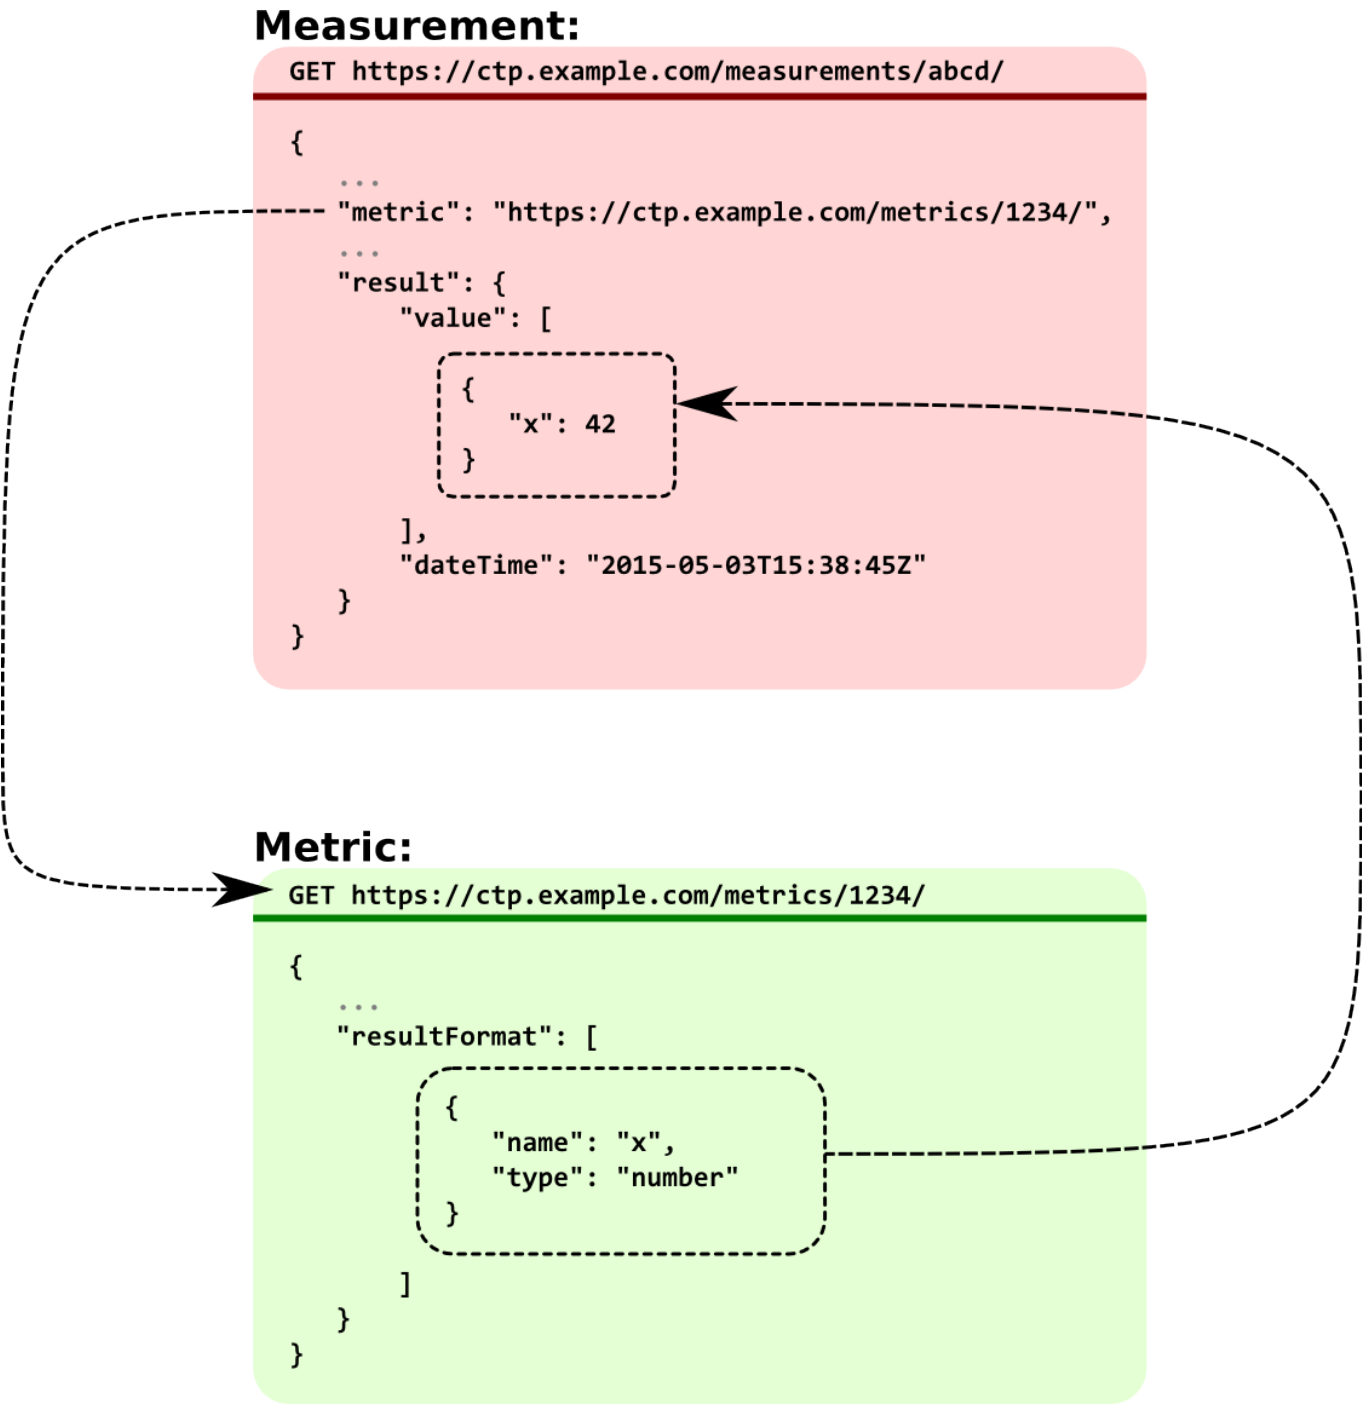 Measurement:
GET https://ctp.example.com/measurements/abcd/
{
...
"metric": "https://ctp.example.com/metrics/1234/",
...
"result": {
"value": [
{
"x": 42
}
],
"dateTime": "2015-05-03T15:38:45Z"
}
}
Metric:
GET https://ctp.example.com/metrics/1234/
{
...
"resultFormat": [
{
"name": "x",
"type": "number"
}
]
}
}